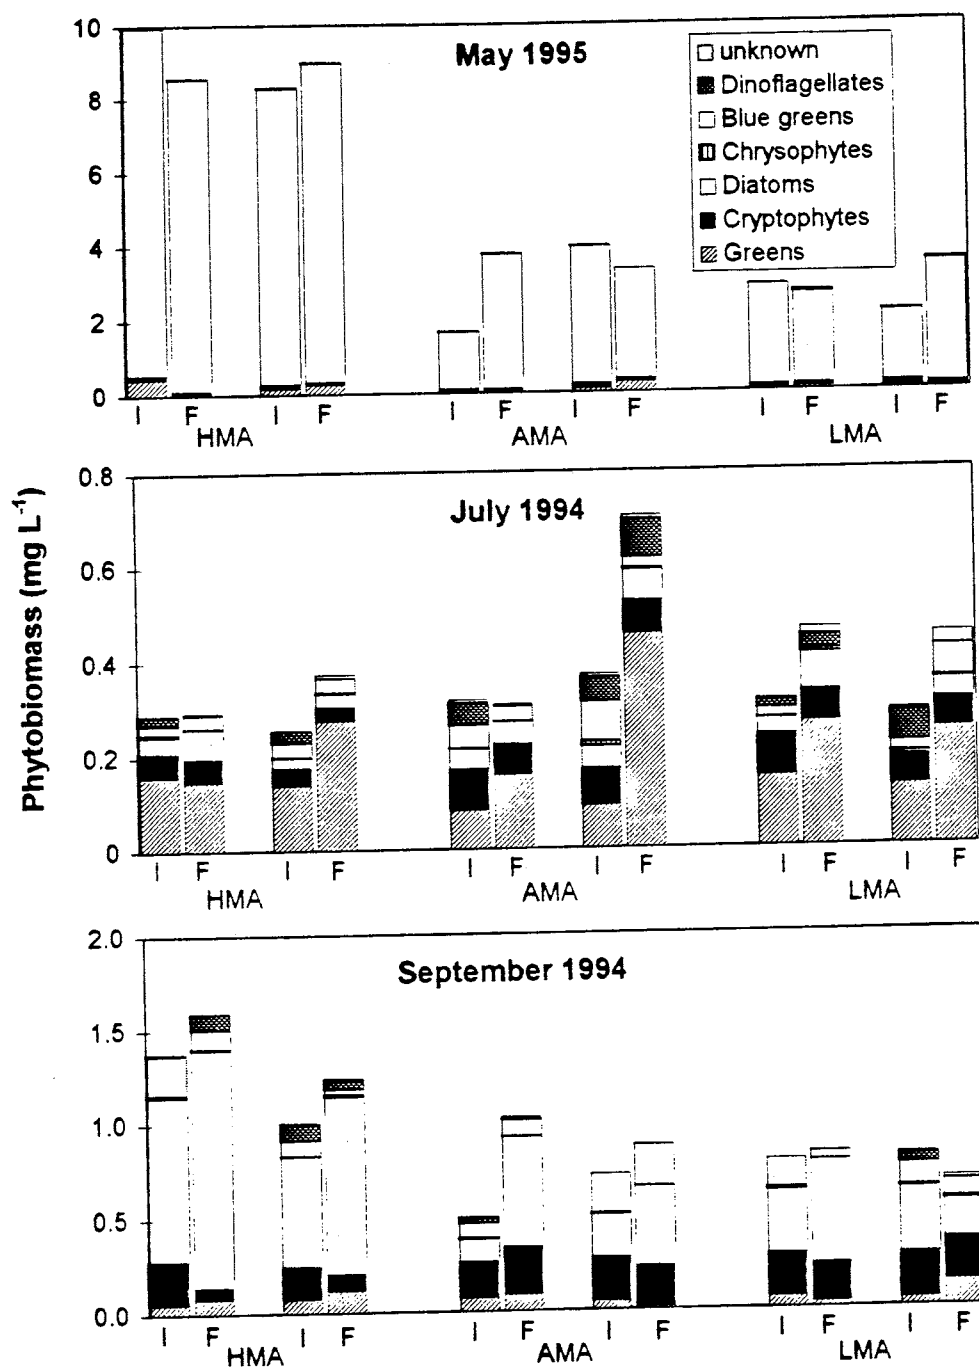 May 1995
unknown
Dinoflagellates
Blue greens
Chrysophytes
Diatoms
Cryptophytes
Greens
10
8
6
4
2
0
I F I F I F I F I F I F
HMA AMA LMA
Phytobiomass (mg L-1)
July 1994
0.8
0.6
0.4
0.2
0
I F I F I F I F I F I F
HMA AMA LMA
September 1994
2.0
1.5
1.0
0.5
0.0
I F I F I F I F I F I F
HMA AMA LMA